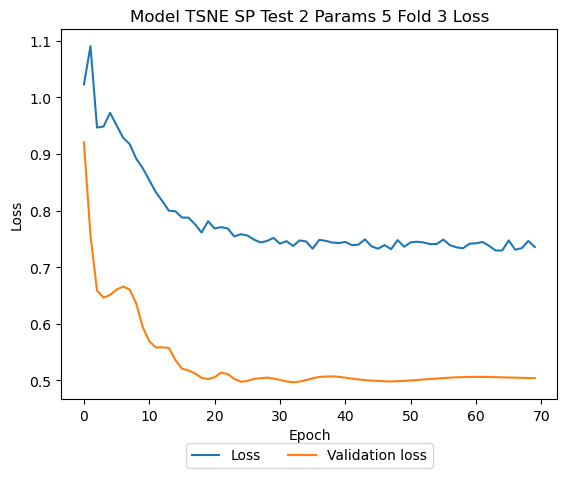 Model TSNE SP Test 2 Params 5 Fold 3 Loss
1.1
1.0
0.9
0.8
0.7
0.6
0.5
Loss
0 10 20 30 40 50 60 70
Epoch
Loss Validation loss